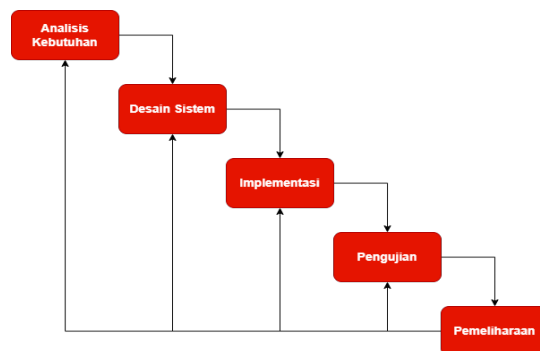 Analisis
Kebutuhan
Desain Sistem
Implementasi
Pengujian
Pemeliharaan